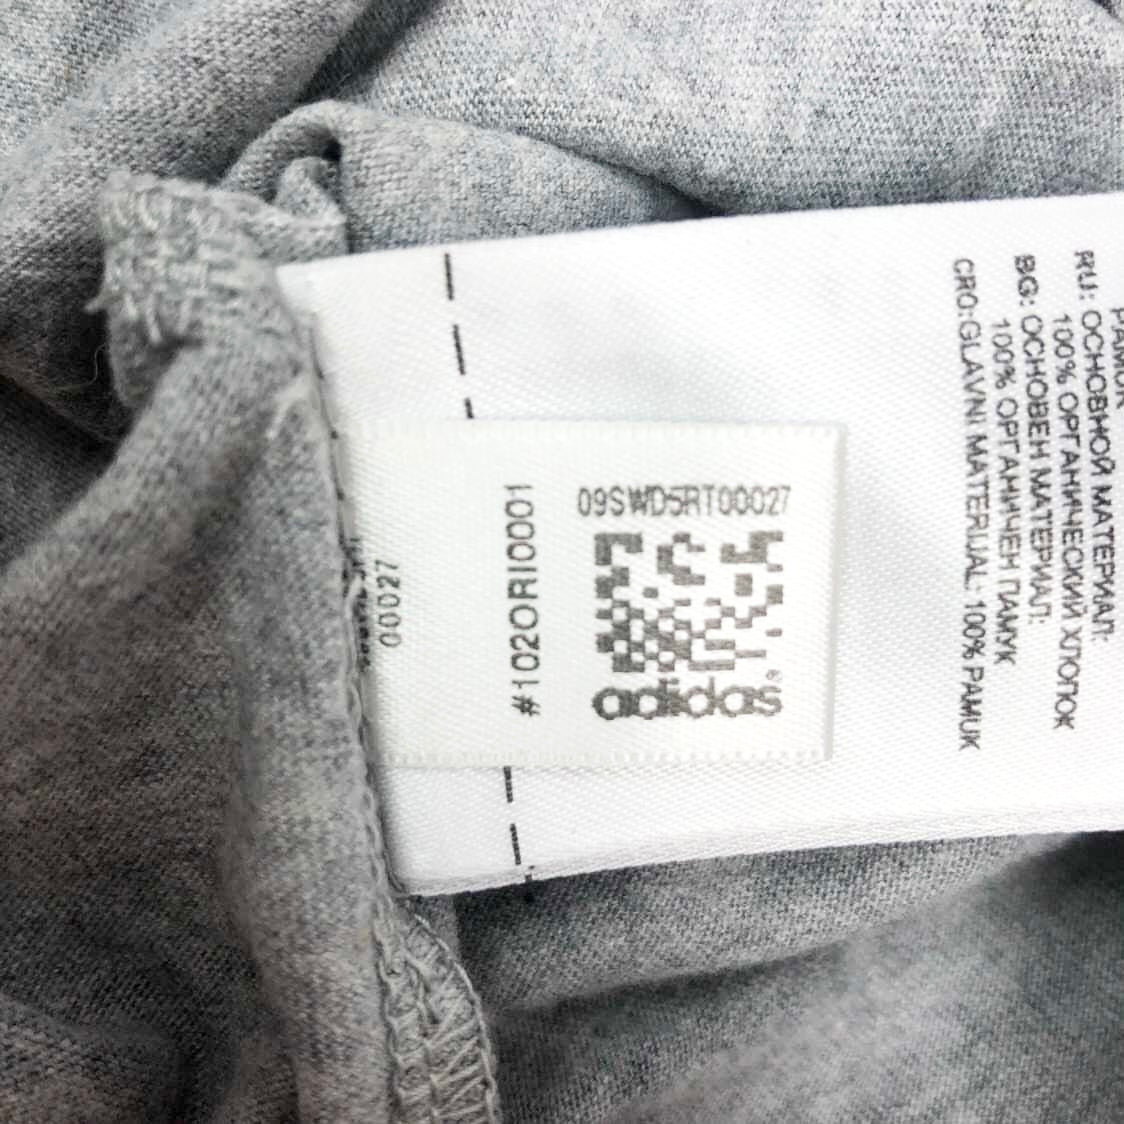 09SWD5RT00027
adidas®
#102ORI0001
00027
PAMUK
RU: ОСНОВНОЙ МАТЕРИАЛ:
100% ОРГАНИЧЕСКИЙ ХЛОПОК
BG: ОСНОВЕН МАТЕРИАЛ:
100% ОРГАНИЧЕН ПАМУК
CRO:GLAVNI MATERIJAL: 100% PAMUK